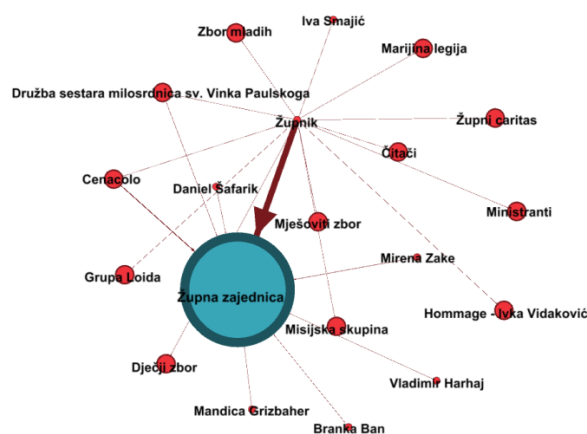 Iva Smajić
Zbor mladih
Marijina legija
Družba sestara milosrdnica sv. Vinka Paulskoga
Župnik
Župni caritas
Čitači
Cenacolo
Daniel Šafarik
Ministranti
Mješoviti zbor
Mirena Zake
Grupa Loida
Župna zajednica
Hommage - Ivka Vidaković
Misijska skupina
Dječji zbor
Vladimir Harhaj
Mandica Grizbaher
Branka Ban